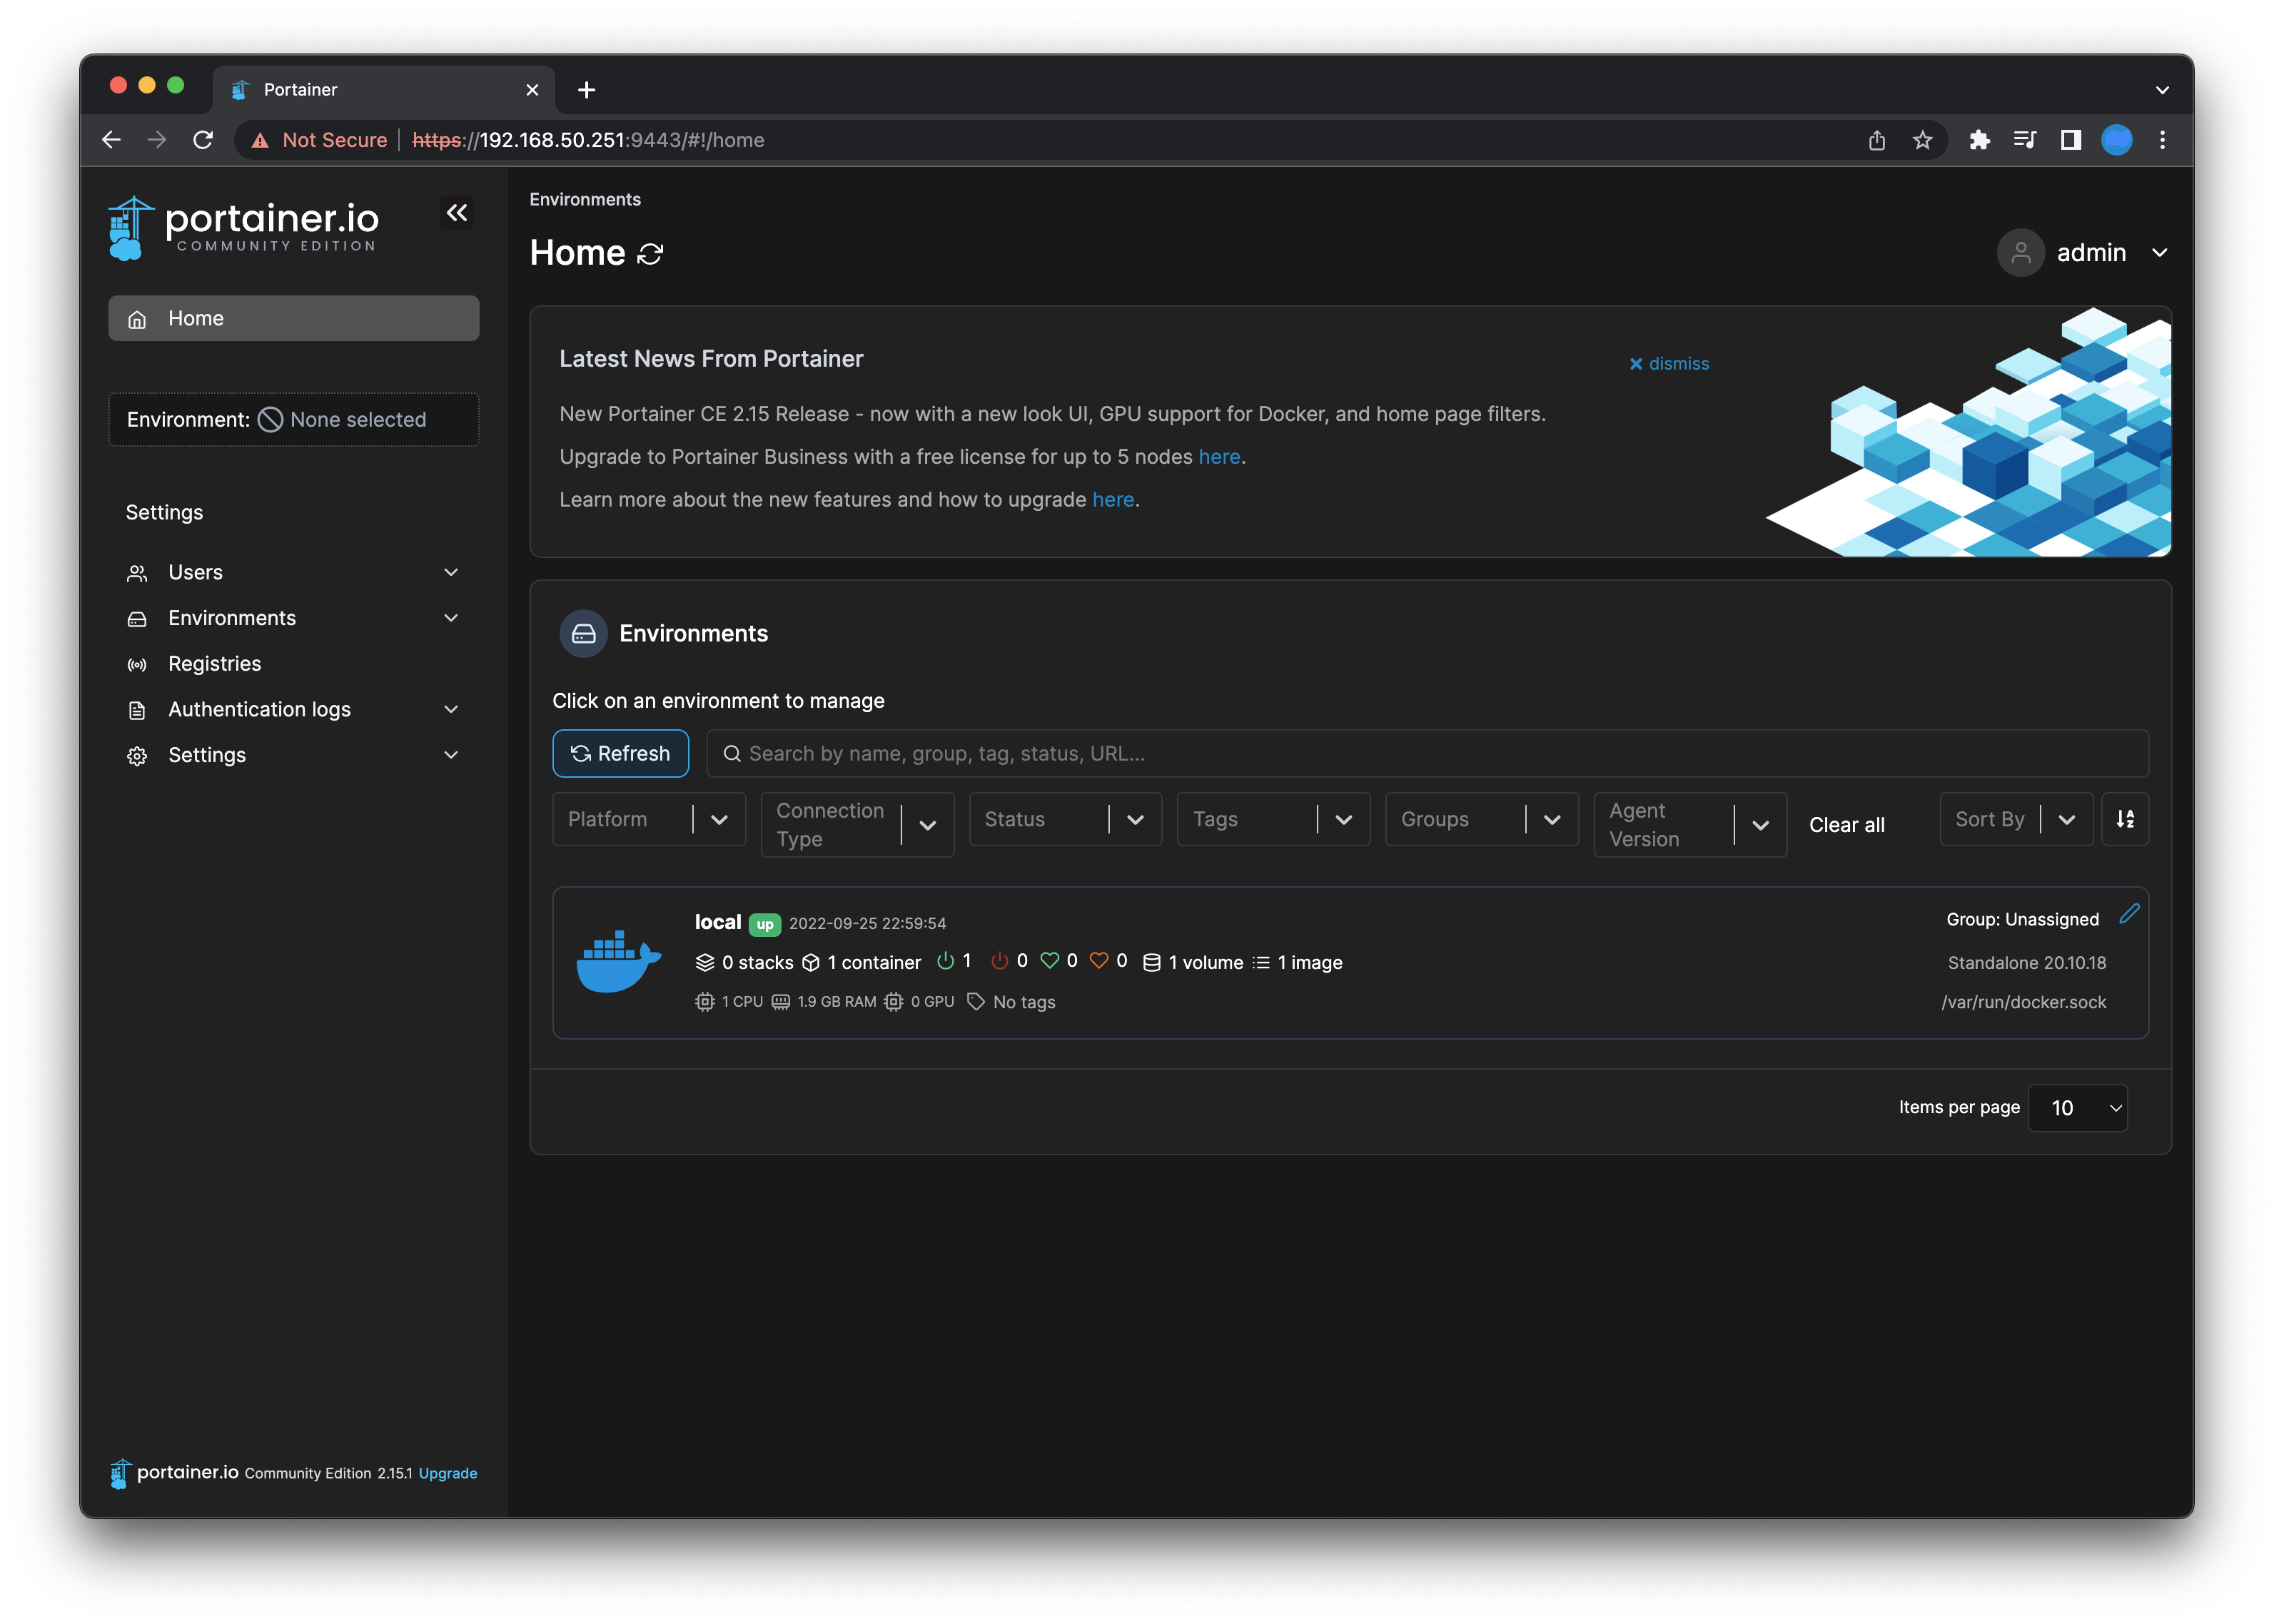 Portainer
Not Secure https://192.168.50.251:9443/#!/home
portainer.io
COMMUNITY EDITION
Home
Environment: None selected
Settings
Users
Environments
Registries
Authentication logs
Settings
portainer.io Community Edition 2.15.1 Upgrade
Environments
Home
admin
Latest News From Portainer
dismiss
New Portainer CE 2.15 Release - now with a new look UI, GPU support for Docker, and home page filters.
Upgrade to Portainer Business with a free license for up to 5 nodes here.
Learn more about the new features and how to upgrade here.
Environments
Click on an environment to manage
Refresh
Search by name, group, tag, status, URL...
Platform
Connection Type
Status
Tags
Groups
Agent Version
Clear all
Sort By
local up 2022-09-25 22:59:54
Group: Unassigned
0 stacks 1 container 1 0 0 0 1 volume 1 image
Standalone 20.10.18
1 CPU 1.9 GB RAM 0 GPU No tags
/var/run/docker.sock
Items per page 10